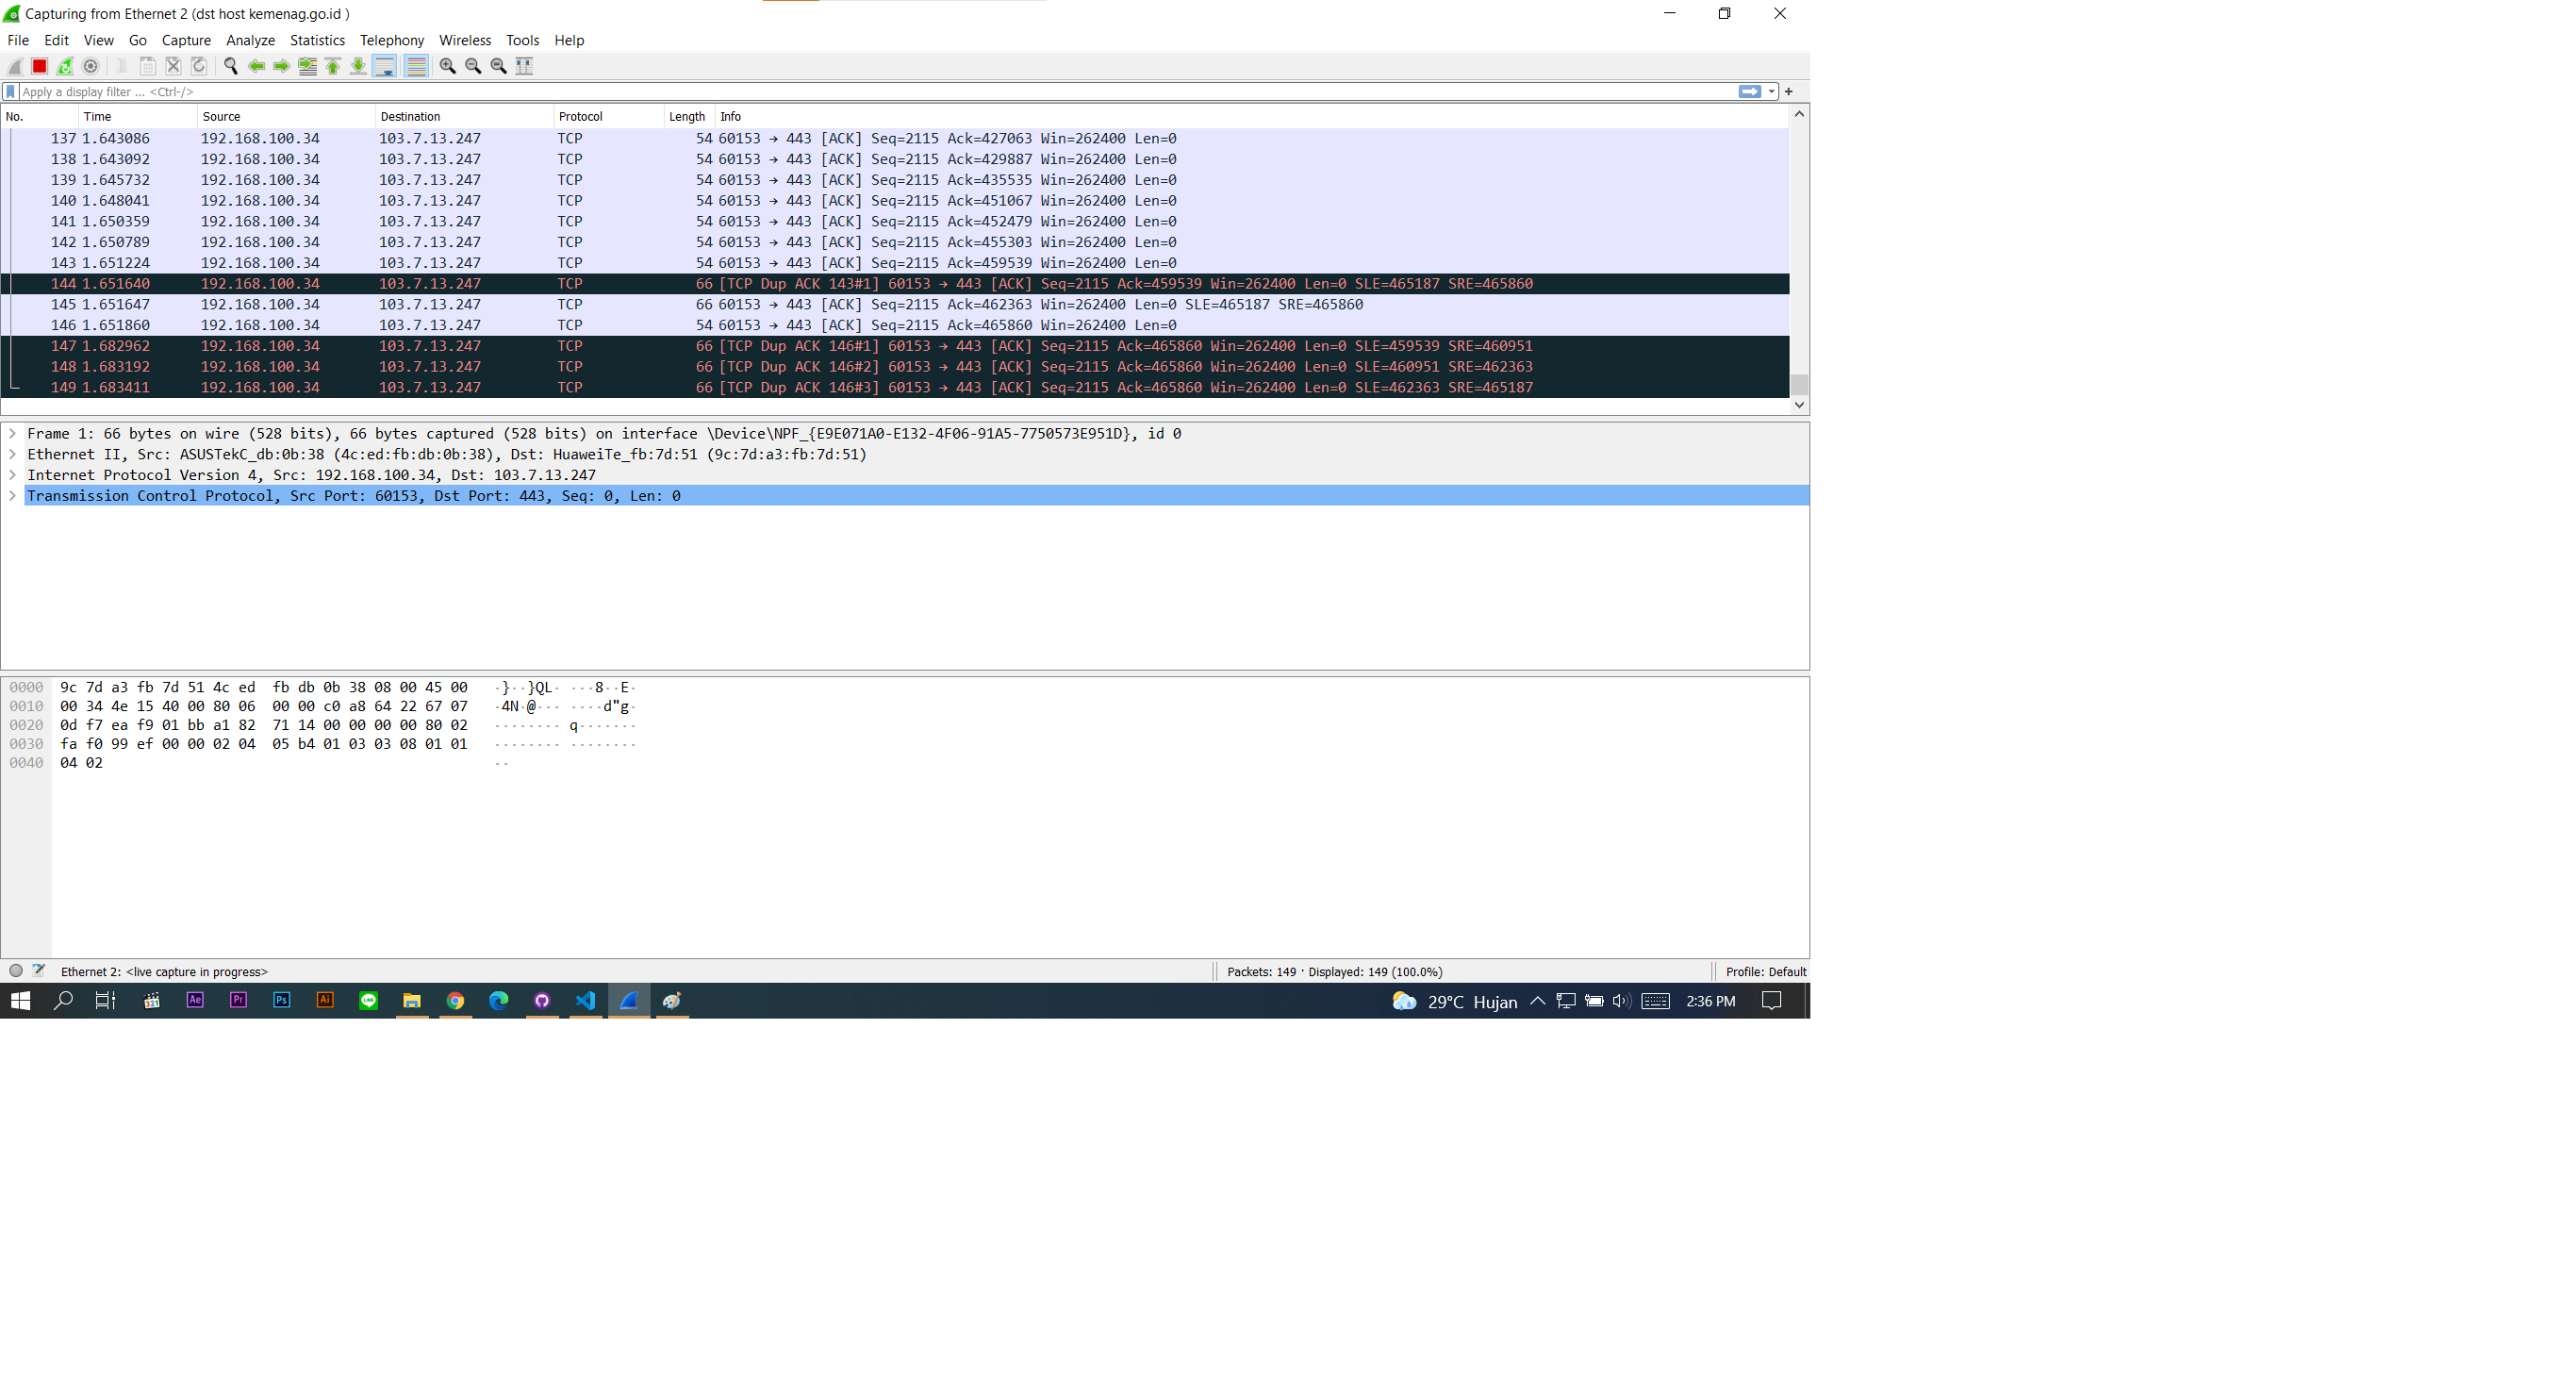 Capturing from Ethernet 2 (dst host kemenag.go.id )
File Edit View Go Capture Analyze Statistics Telephony Wireless Tools Help
Apply a display filter ... <Ctrl-/>
No. Time Source Destination Protocol Length Info
137 1.643086 192.168.100.34 103.7.13.247 TCP 54 60153 → 443 [ACK] Seq=2115 Ack=427063 Win=262400 Len=0
138 1.643092 192.168.100.34 103.7.13.247 TCP 54 60153 → 443 [ACK] Seq=2115 Ack=429887 Win=262400 Len=0
139 1.645732 192.168.100.34 103.7.13.247 TCP 54 60153 → 443 [ACK] Seq=2115 Ack=435535 Win=262400 Len=0
140 1.648041 192.168.100.34 103.7.13.247 TCP 54 60153 → 443 [ACK] Seq=2115 Ack=451067 Win=262400 Len=0
141 1.650359 192.168.100.34 103.7.13.247 TCP 54 60153 → 443 [ACK] Seq=2115 Ack=452479 Win=262400 Len=0
142 1.650789 192.168.100.34 103.7.13.247 TCP 54 60153 → 443 [ACK] Seq=2115 Ack=455303 Win=262400 Len=0
143 1.651224 192.168.100.34 103.7.13.247 TCP 54 60153 → 443 [ACK] Seq=2115 Ack=459539 Win=262400 Len=0
144 1.651640 192.168.100.34 103.7.13.247 TCP 66 [TCP Dup ACK 143#1] 60153 → 443 [ACK] Seq=2115 Ack=459539 Win=262400 Len=0 SLE=465187 SRE=465860
145 1.651647 192.168.100.34 103.7.13.247 TCP 66 60153 → 443 [ACK] Seq=2115 Ack=462363 Win=262400 Len=0 SLE=465187 SRE=465860
146 1.651860 192.168.100.34 103.7.13.247 TCP 54 60153 → 443 [ACK] Seq=2115 Ack=465860 Win=262400 Len=0
147 1.682962 192.168.100.34 103.7.13.247 TCP 66 [TCP Dup ACK 146#1] 60153 → 443 [ACK] Seq=2115 Ack=465860 Win=262400 Len=0 SLE=459539 SRE=460951
148 1.683192 192.168.100.34 103.7.13.247 TCP 66 [TCP Dup ACK 146#2] 60153 → 443 [ACK] Seq=2115 Ack=465860 Win=262400 Len=0 SLE=460951 SRE=462363
149 1.683411 192.168.100.34 103.7.13.247 TCP 66 [TCP Dup ACK 146#3] 60153 → 443 [ACK] Seq=2115 Ack=465860 Win=262400 Len=0 SLE=462363 SRE=465187
Frame 1: 66 bytes on wire (528 bits), 66 bytes captured (528 bits) on interface \Device\NPF_{E9E071A0-E132-4F06-91A5-7750573E951D}, id 0
Ethernet II, Src: ASUSTekC_db:0b:38 (4c:ed:fb:db:0b:38), Dst: HuaweiTe_fb:7d:51 (9c:7d:a3:fb:7d:51)
Internet Protocol Version 4, Src: 192.168.100.34, Dst: 103.7.13.247
Transmission Control Protocol, Src Port: 60153, Dst Port: 443, Seq: 0, Len: 0
0000 9c 7d a3 fb 7d 51 4c ed fb db 0b 38 08 00 45 00 ·}··}QL· ···8··E·
0010 00 34 4e 15 40 00 80 06 00 00 c0 a8 64 22 67 07 ·4N·@··· ····d"g·
0020 0d f7 ea f9 01 bb a1 82 71 14 00 00 00 00 80 02 ········ q·······
0030 fa f0 99 ef 00 00 02 04 05 b4 01 03 03 08 01 01 ········ ········
0040 04 02 ··
Ethernet 2: <live capture in progress> Packets: 149 · Displayed: 149 (100.0%) Profile: Default
321 Ae Pr Ps Ai LINE 29°C Hujan 2:36 PM